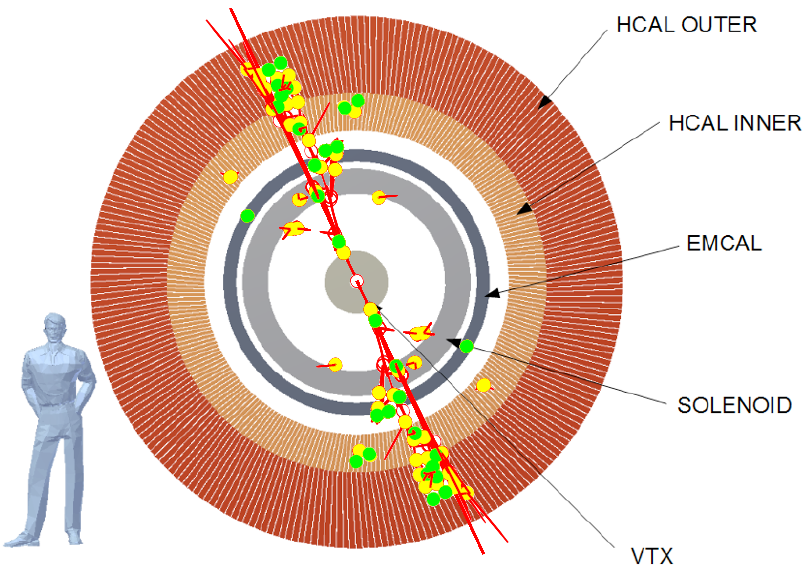 HCAL OUTER
HCAL INNER
EMCAL
SOLENOID
VTX